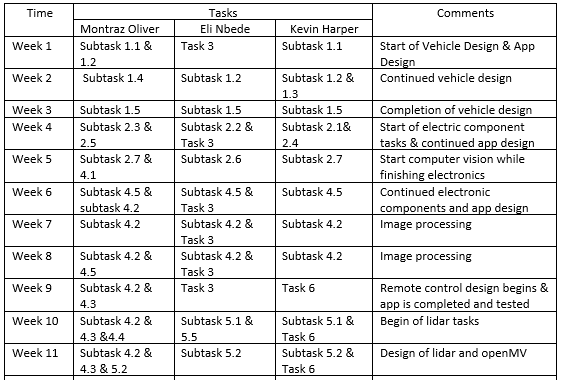 Time Tasks Comments
Montraz Oliver Eli Nbede Kevin Harper
Week 1 Subtask 1.1 & Task 3 Subtask 1.1 Start of Vehicle Design & App
1.2 Design
Week 2 Subtask 1.4 Subtask 1.2 Subtask 1.2 & Continued vehicle design
1.3
Week 3 Subtask 1.5 Subtask 1.5 Subtask 1.5 Completion of vehicle design
Week 4 Subtask 2.3 & Subtask 2.2 & Subtask 2.1& Start of electric component
2.5 Task 3 2.4 tasks & continued app design
Week 5 Subtask 2.7 & Subtask 2.6 Subtask 2.7 Start computer vision while
4.1 finishing electronics
Week 6 Subtask 4.5 & Subtask 4.5 & Subtask 4.5 Continued electronic
subtask 4.2 Task 3 components and app design
Week 7 Subtask 4.2 Subtask 4.2 & Subtask 4.2 Image processing
Task 3
Week 8 Subtask 4.2 & Subtask 4.2 & Subtask 4.2 Image processing
4.5 Task 3
Week 9 Subtask 4.2 & Task 3 Task 6 Remote control design begins &
4.3 app is completed and tested
Week 10 Subtask 4.2 & Subtask 5.1 & Subtask 5.1 & Begin of lidar tasks
4.3 &4.4 5.5 Task 6
Week 11 Subtask 4.2 & Subtask 5.2 Subtask 5.2 & Design of lidar and openMV
4.3 & 5.2 Task 6